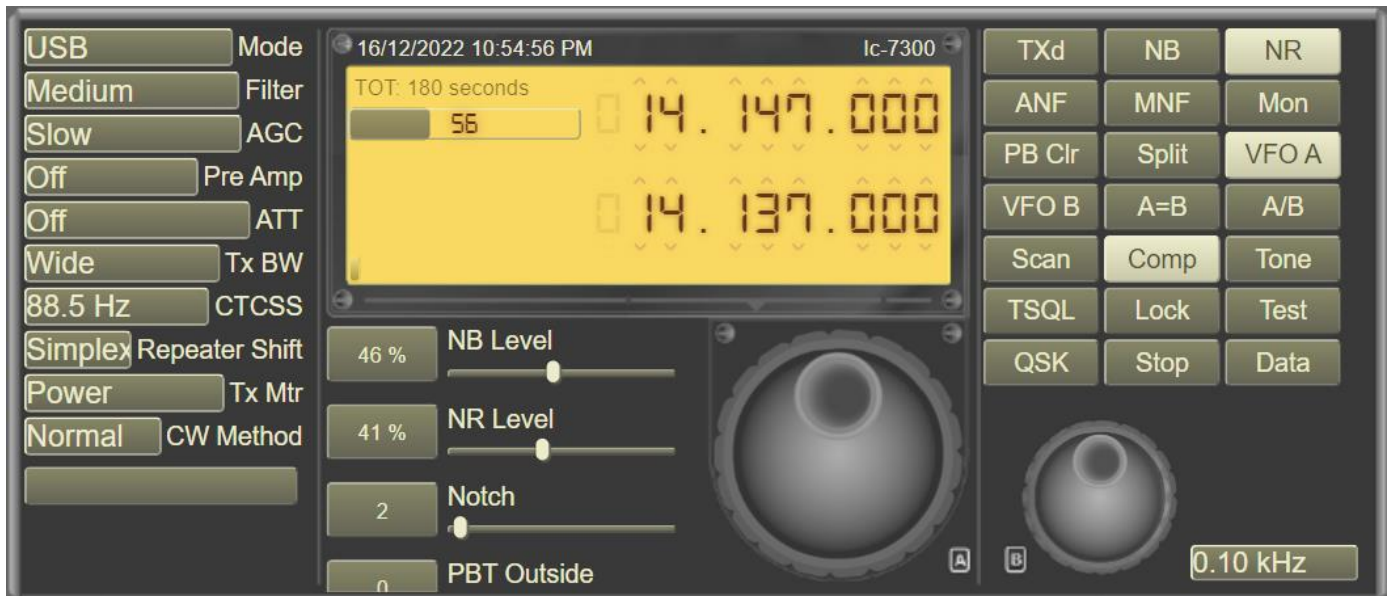 USB Mode
Medium Filter
Slow AGC
Off Pre Amp
Off ATT
Wide Tx BW
88.5 Hz CTCSS
Simplex Repeater Shift
Power Tx Mtr
Normal CW Method
16/12/2022 10:54:56 PM Ic-7300
TOT: 180 seconds
56
0 14. 147. 000
0 14. 137. 000
46 % NB Level
41 % NR Level
2 Notch
0 PBT Outside
A
TXd NB NR
ANF MNF Mon
PB Clr Split VFO A
VFO B A=B A/B
Scan Comp Tone
TSQL Lock Test
QSK Stop Data
B
0.10 kHz